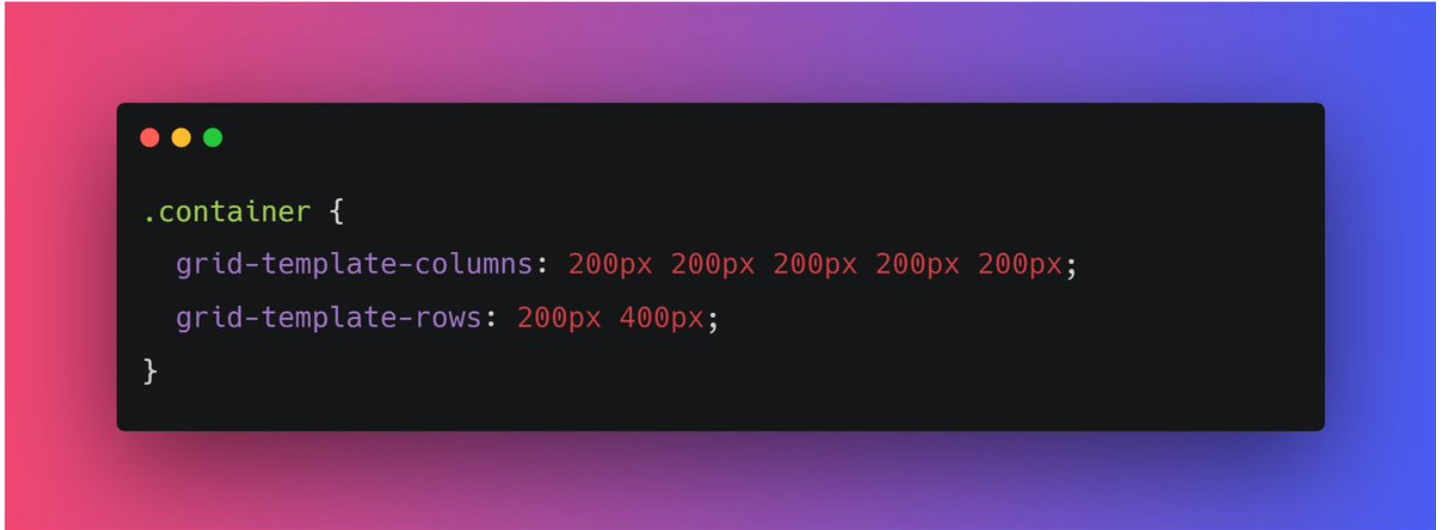 .container {
  grid-template-columns: 200px 200px 200px 200px 200px;
  grid-template-rows: 200px 400px;
}